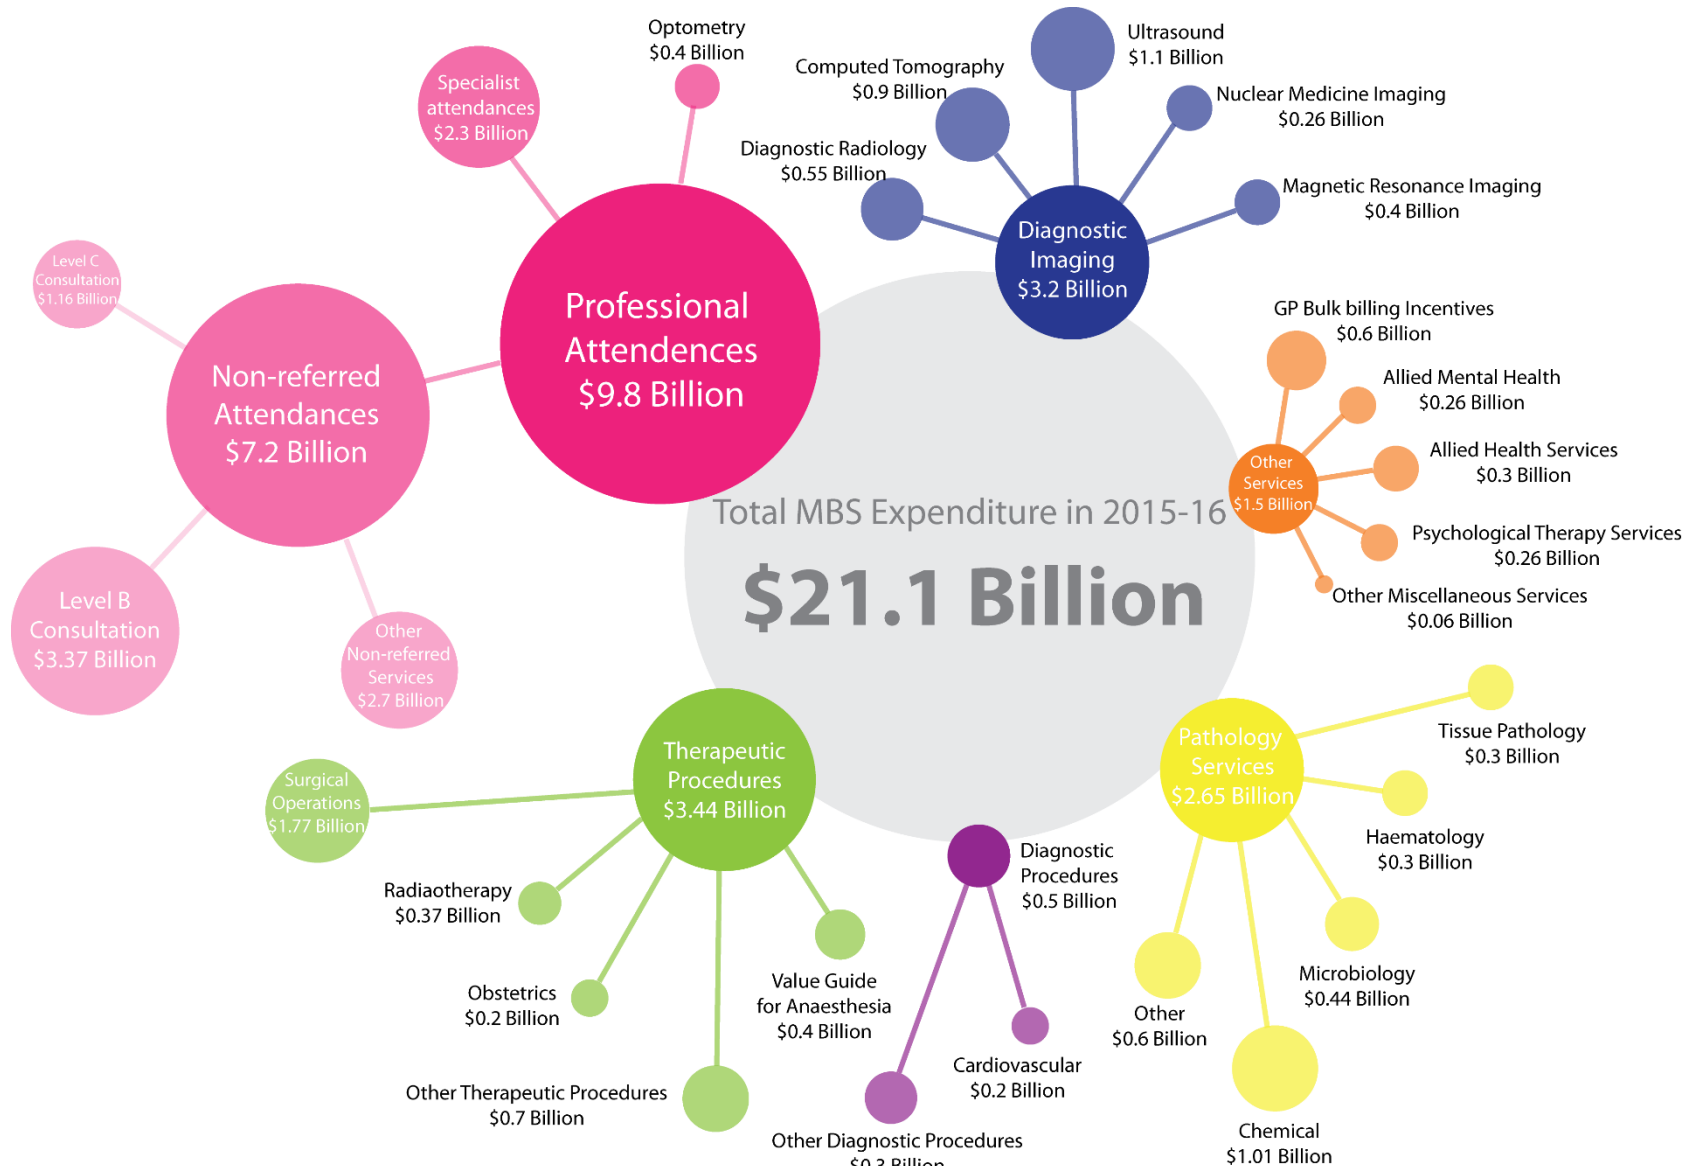 Optometry
$0.4 Billion
Specialist
attendances
$2.3 Billion
Ultrasound
$1.1 Billion
Computed Tomography
$0.9 Billion
Nuclear Medicine Imaging
$0.26 Billion
Diagnostic Radiology
$0.55 Billion
Magnetic Resonance Imaging
$0.4 Billion
Diagnostic
Imaging
$3.2 Billion
Level C
Consultation
$1.16 Billion
Professional
Attendences
$9.8 Billion
Non-referred
Attendances
$7.2 Billion
GP Bulk billing Incentives
$0.6 Billion
Allied Mental Health
$0.26 Billion
Allied Health Services
$0.3 Billion
Other
Services
$1.5 Billion
Psychological Therapy Services
$0.26 Billion
Other Miscellaneous Services
$0.06 Billion
Total MBS Expenditure in 2015-16
$21.1 Billion
Level B
Consultation
$3.37 Billion
Other
Non-referred
Services
$2.7 Billion
Therapeutic
Procedures
$3.44 Billion
Pathology
Services
$2.65 Billion
Tissue Pathology
$0.3 Billion
Surgical
Operations
$1.77 Billion
Haematology
$0.3 Billion
Diagnostic
Procedures
$0.5 Billion
Radiaotherapy
$0.37 Billion
Microbiology
$0.44 Billion
Value Guide
for Anaesthesia
$0.4 Billion
Obstetrics
$0.2 Billion
Other
$0.6 Billion
Cardiovascular
$0.2 Billion
Other Therapeutic Procedures
$0.7 Billion
Chemical
$1.01 Billion
Other Diagnostic Procedures
$0.3 Billion